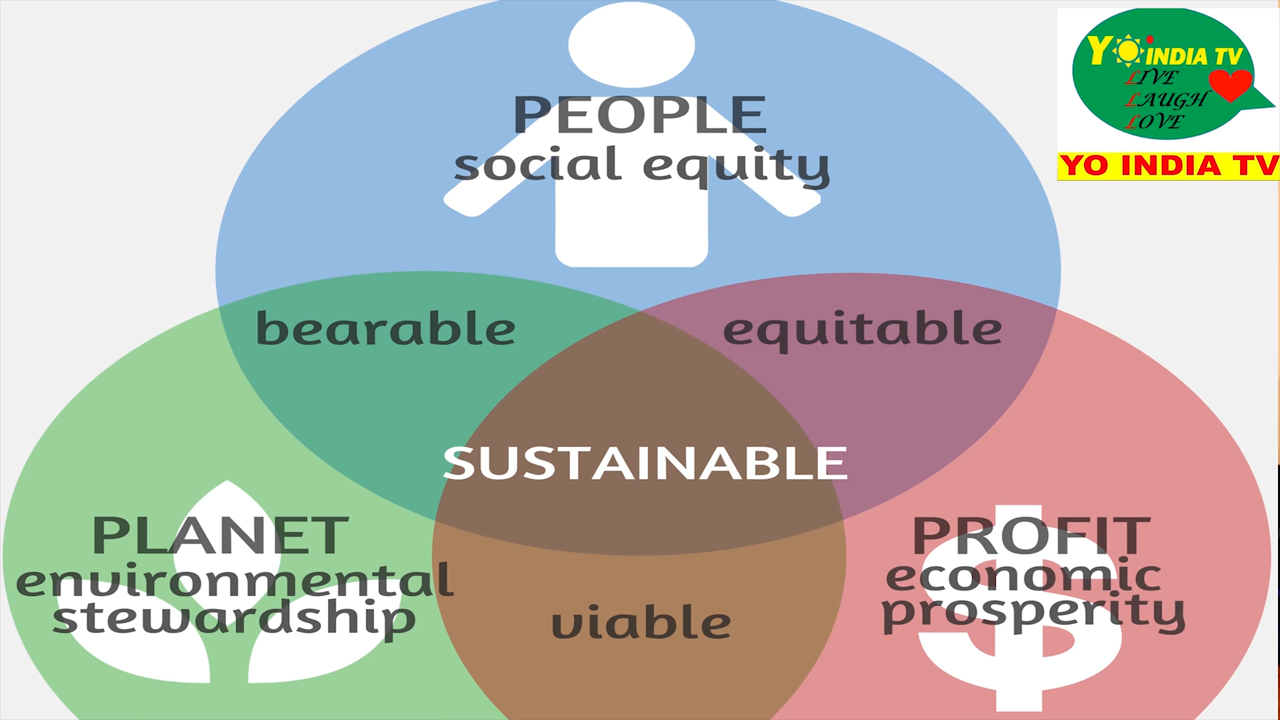 PEOPLE
social equity
YO INDIA TV
LIVE
LAUGH
LOVE
YO INDIA TV
bearable
equitable
SUSTAINABLE
PLANET
environmental
stewardship
viable
PROFIT
economic
prosperity